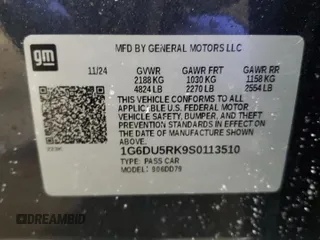 gm
MFD BY GENERAL MOTORS LLC
11/24 GVWR GAWR FRT GAWR RR
2188 KG 1030 KG 1158 KG
4824 LB 2270 LB 2554 LB
THIS VEHICLE CONFORMS TO ALL
APPLICABLE U.S. FEDERAL MOTOR
VEHICLE SAFETY, BUMPER, AND THEFT
PREVENTION STANDARDS IN EFFECT ON
THE DATE OF MANUFACTURE SHOWN ABOVE.
1G6DU5RK9S0113510
TYPE: PASS CAR
MODEL: 6DD79
DREAMBID